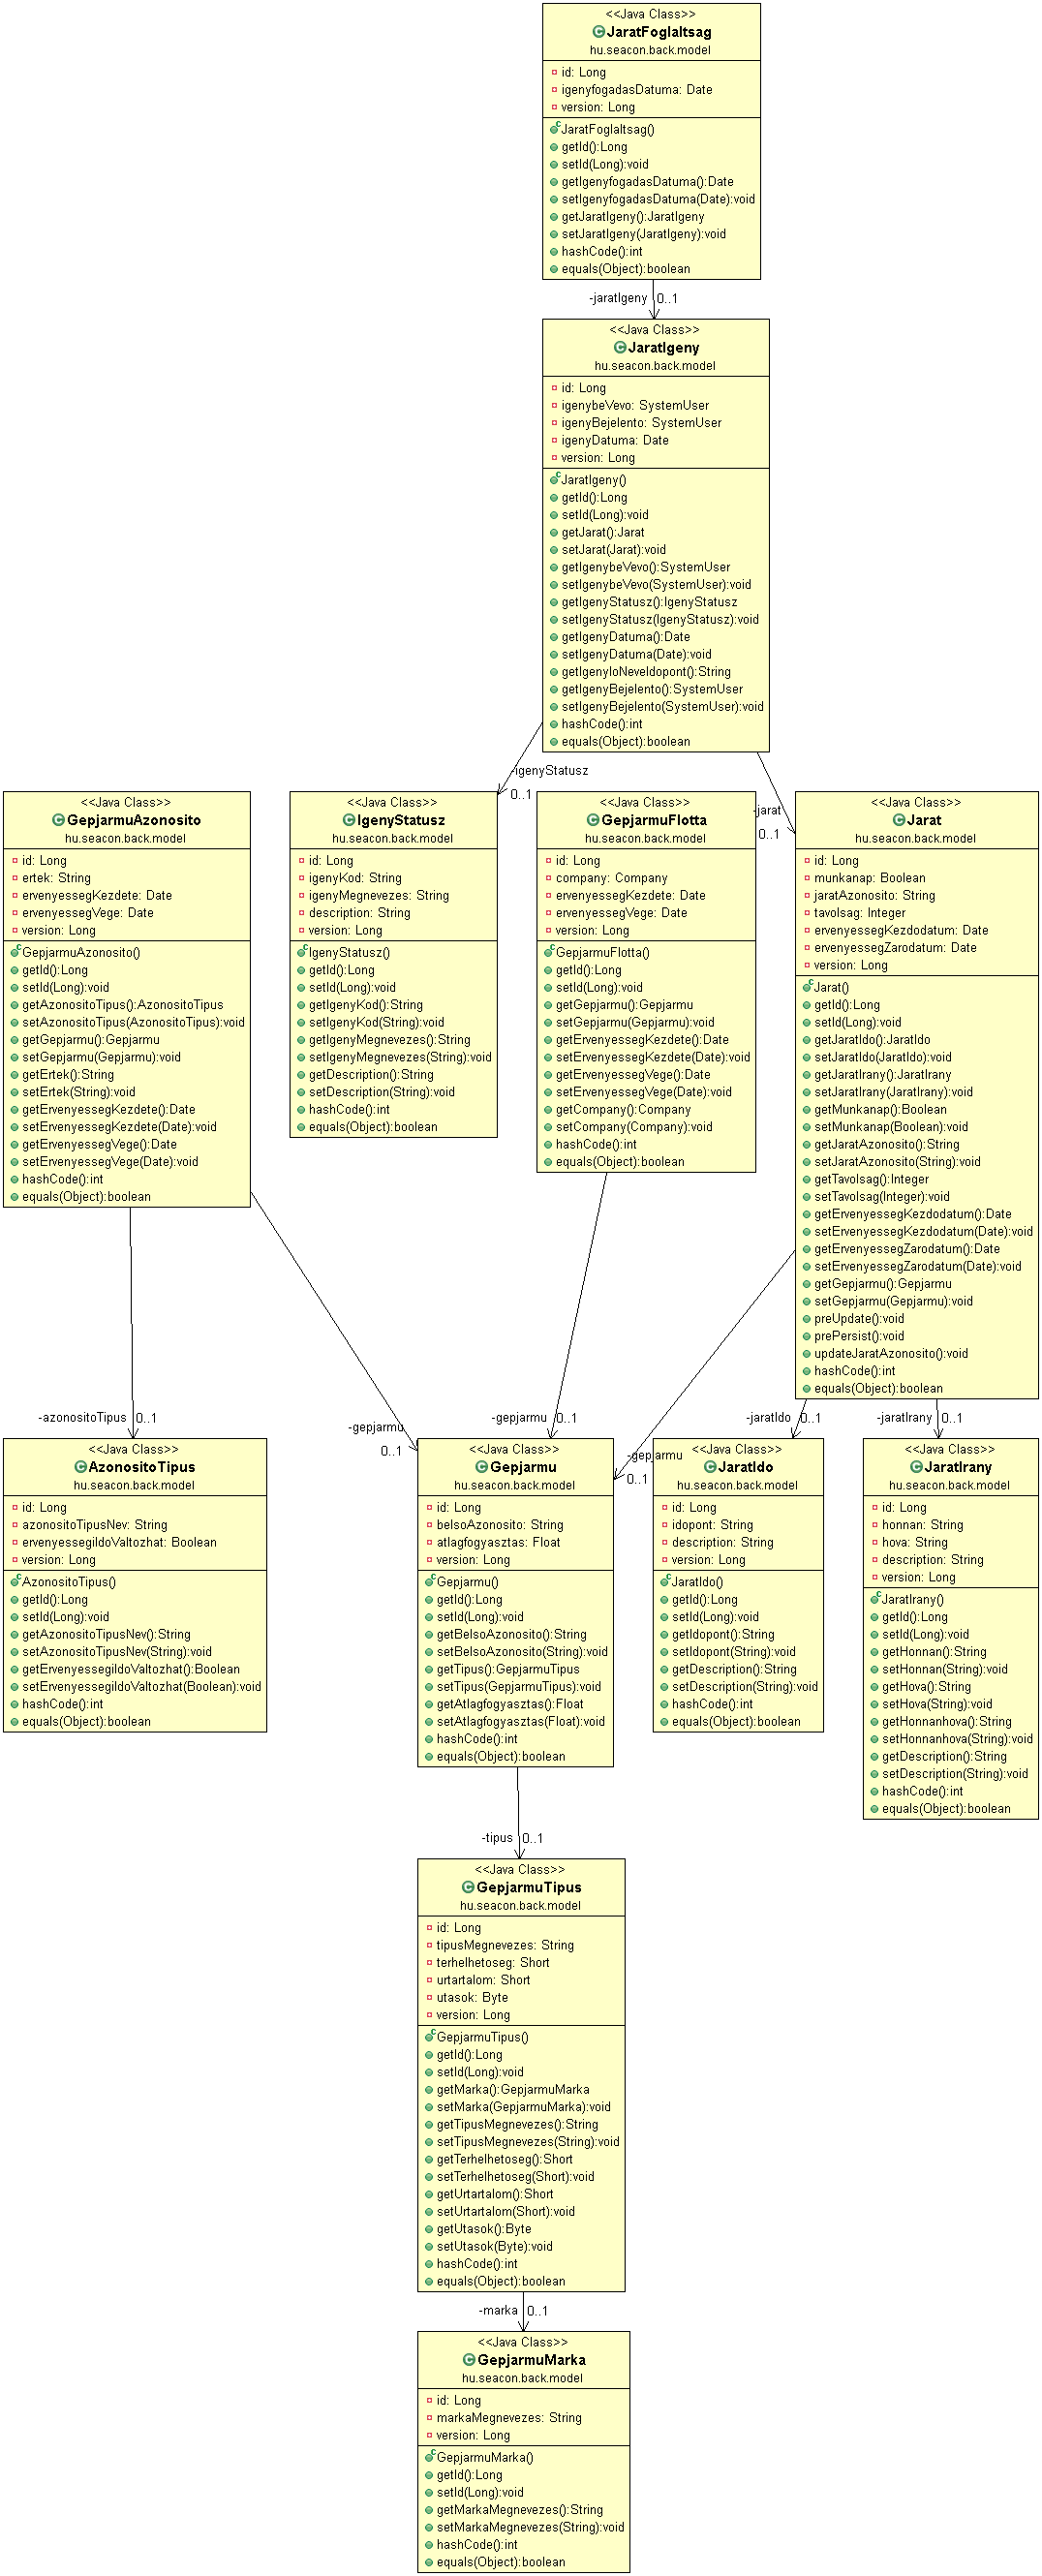 <<Java Class>>
JaratFoglaltsag
hu.seacon.back.model
id: Long
igenyfogadasDatuma: Date
version: Long
JaratFoglaltsag()
getId():Long
setId(Long):void
getIgenyfogadasDatuma():Date
setIgenyfogadasDatuma(Date):void
getJaratIgeny():JaratIgeny
setJaratIgeny(JaratIgeny):void
hashCode():int
equals(Object):boolean
-jaratIgeny 0..1
<<Java Class>>
JaratIgeny
hu.seacon.back.model
id: Long
igenybeVevo: SystemUser
igenyBejelento: SystemUser
igenyDatuma: Date
version: Long
JaratIgeny()
getId():Long
setId(Long):void
getJarat():Jarat
setJarat(Jarat):void
getIgenybeVevo():SystemUser
setIgenybeVevo(SystemUser):void
getIgenyStatusz():IgenyStatusz
setIgenyStatusz(IgenyStatusz):void
getIgenyDatuma():Date
setIgenyDatuma(Date):void
getIgenyloNeveIdopont():String
getIgenyBejelento():SystemUser
setIgenyBejelento(SystemUser):void
hashCode():int
equals(Object):boolean
-igenyStatusz
0..1
-jarat
0..1
<<Java Class>>
GepjarmuAzonosito
hu.seacon.back.model
id: Long
ertek: String
ervenyessegKezdete: Date
ervenyessegVege: Date
version: Long
GepjarmuAzonosito()
getId():Long
setId(Long):void
getAzonositoTipus():AzonositoTipus
setAzonositoTipus(AzonositoTipus):void
getGepjarmu():Gepjarmu
setGepjarmu(Gepjarmu):void
getErtek():String
setErtek(String):void
getErvenyessegKezdete():Date
setErvenyessegKezdete(Date):void
getErvenyessegVege():Date
setErvenyessegVege(Date):void
hashCode():int
equals(Object):boolean
<<Java Class>>
IgenyStatusz
hu.seacon.back.model
id: Long
igenyKod: String
igenyMegnevezes: String
description: String
version: Long
IgenyStatusz()
getId():Long
setId(Long):void
getIgenyKod():String
setIgenyKod(String):void
getIgenyMegnevezes():String
setIgenyMegnevezes(String):void
getDescription():String
setDescription(String):void
hashCode():int
equals(Object):boolean
<<Java Class>>
GepjarmuFlotta
hu.seacon.back.model
id: Long
company: Company
ervenyessegKezdete: Date
ervenyessegVege: Date
version: Long
GepjarmuFlotta()
getId():Long
setId(Long):void
getGepjarmu():Gepjarmu
setGepjarmu(Gepjarmu):void
getErvenyessegKezdete():Date
setErvenyessegKezdete(Date):void
getErvenyessegVege():Date
setErvenyessegVege(Date):void
getCompany():Company
setCompany(Company):void
hashCode():int
equals(Object):boolean
<<Java Class>>
Jarat
hu.seacon.back.model
id: Long
munkanap: Boolean
jaratAzonosito: String
tavolsag: Integer
ervenyessegKezdodatum: Date
ervenyessegZarodatum: Date
version: Long
Jarat()
getId():Long
setId(Long):void
getJaratIdo():JaratIdo
setJaratIdo(JaratIdo):void
getJaratIrany():JaratIrany
setJaratIrany(JaratIrany):void
getMunkanap():Boolean
setMunkanap(Boolean):void
getJaratAzonosito():String
setJaratAzonosito(String):void
getTavolsag():Integer
setTavolsag(Integer):void
getErvenyessegKezdodatum():Date
setErvenyessegKezdodatum(Date):void
getErvenyessegZarodatum():Date
setErvenyessegZarodatum(Date):void
getGepjarmu():Gepjarmu
setGepjarmu(Gepjarmu):void
preUpdate():void
prePersist():void
updateJaratAzonosito():void
hashCode():int
equals(Object):boolean
-azonositoTipus 0..1
-gepjarmu
0..1
-gepjarmu 0..1
-gepjarmu
0..1
-jaratIdo 0..1
-jaratIrany 0..1
<<Java Class>>
AzonositoTipus
hu.seacon.back.model
id: Long
azonositoTipusNev: String
ervenyessegiIdoValtozhat: Boolean
version: Long
AzonositoTipus()
getId():Long
setId(Long):void
getAzonositoTipusNev():String
setAzonositoTipusNev(String):void
getErvenyessegiIdoValtozhat():Boolean
setErvenyessegiIdoValtozhat(Boolean):void
hashCode():int
equals(Object):boolean
<<Java Class>>
Gepjarmu
hu.seacon.back.model
id: Long
belsoAzonosito: String
atlagfogyasztas: Float
version: Long
Gepjarmu()
getId():Long
setId(Long):void
getBelsoAzonosito():String
setBelsoAzonosito(String):void
getTipus():GepjarmuTipus
setTipus(GepjarmuTipus):void
getAtlagfogyasztas():Float
setAtlagfogyasztas(Float):void
hashCode():int
equals(Object):boolean
<<Java Class>>
JaratIdo
hu.seacon.back.model
id: Long
idopont: String
description: String
version: Long
JaratIdo()
getId():Long
setId(Long):void
getIdopont():String
setIdopont(String):void
getDescription():String
setDescription(String):void
hashCode():int
equals(Object):boolean
<<Java Class>>
JaratIrany
hu.seacon.back.model
id: Long
honnan: String
hova: String
description: String
version: Long
JaratIrany()
getId():Long
setId(Long):void
getHonnan():String
setHonnan(String):void
getHova():String
setHova(String):void
getHonnanhova():String
setHonnanhova(String):void
getDescription():String
setDescription(String):void
hashCode():int
equals(Object):boolean
-tipus 0..1
<<Java Class>>
GepjarmuTipus
hu.seacon.back.model
id: Long
tipusMegnevezes: String
terhelhetoseg: Short
urtartalom: Short
utasok: Byte
version: Long
GepjarmuTipus()
getId():Long
setId(Long):void
getMarka():GepjarmuMarka
setMarka(GepjarmuMarka):void
getTipusMegnevezes():String
setTipusMegnevezes(String):void
getTerhelhetoseg():Short
setTerhelhetoseg(Short):void
getUrtartalom():Short
setUrtartalom(Short):void
getUtasok():Byte
setUtasok(Byte):void
hashCode():int
equals(Object):boolean
-marka 0..1
<<Java Class>>
GepjarmuMarka
hu.seacon.back.model
id: Long
markaMegnevezes: String
version: Long
GepjarmuMarka()
getId():Long
setId(Long):void
getMarkaMegnevezes():String
setMarkaMegnevezes(String):void
hashCode():int
equals(Object):boolean